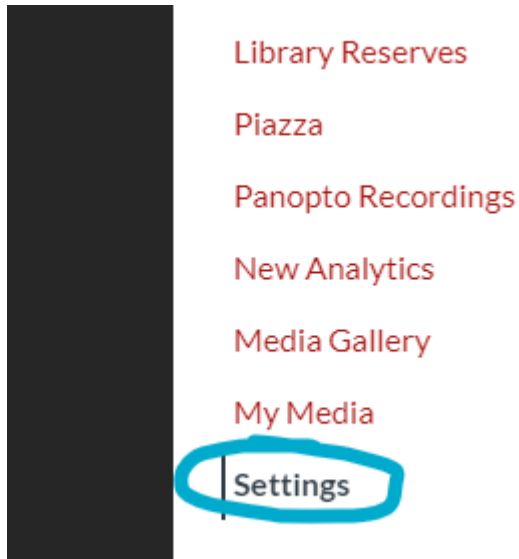 Library Reserves
Piazza
Panopto Recordings
New Analytics
Media Gallery
My Media
Settings